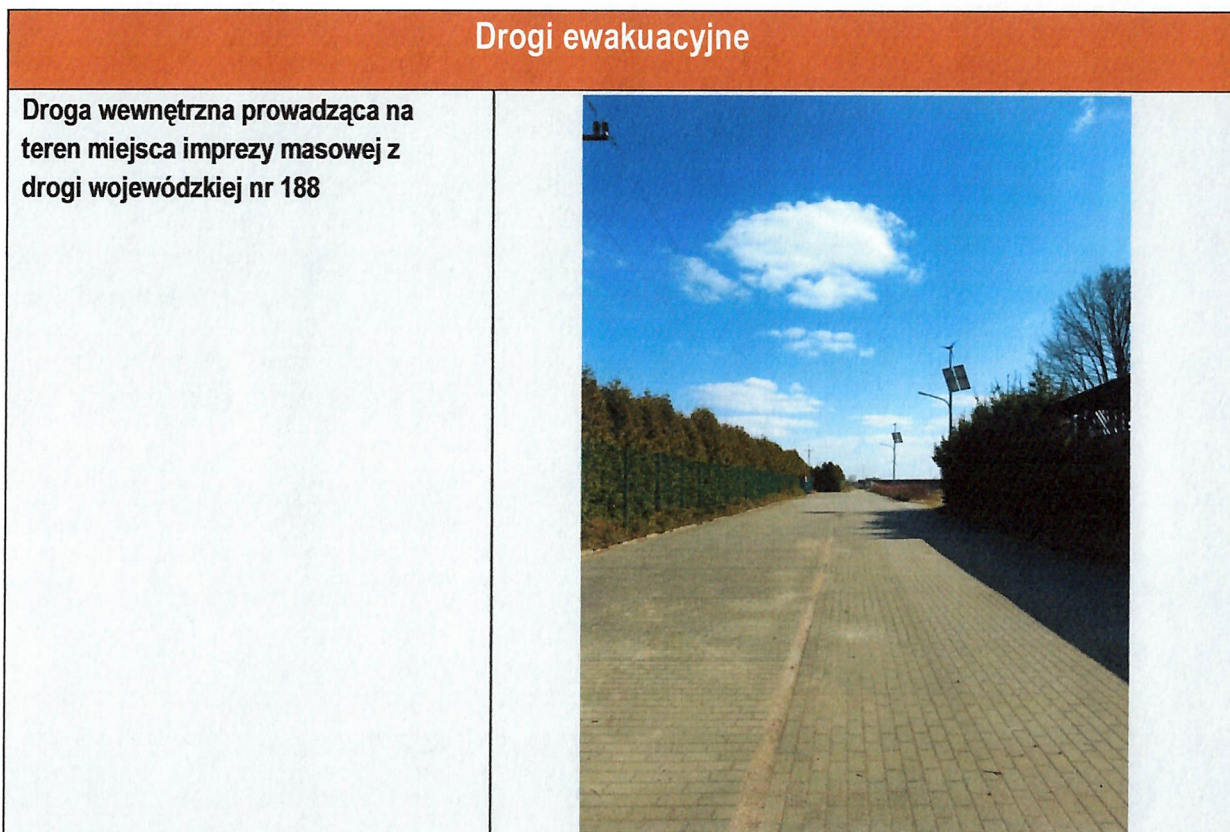 Drogi ewakuacyjne
Droga wewnętrzna prowadząca na
teren miejsca imprezy masowej z
drogi wojewódzkiej nr 188